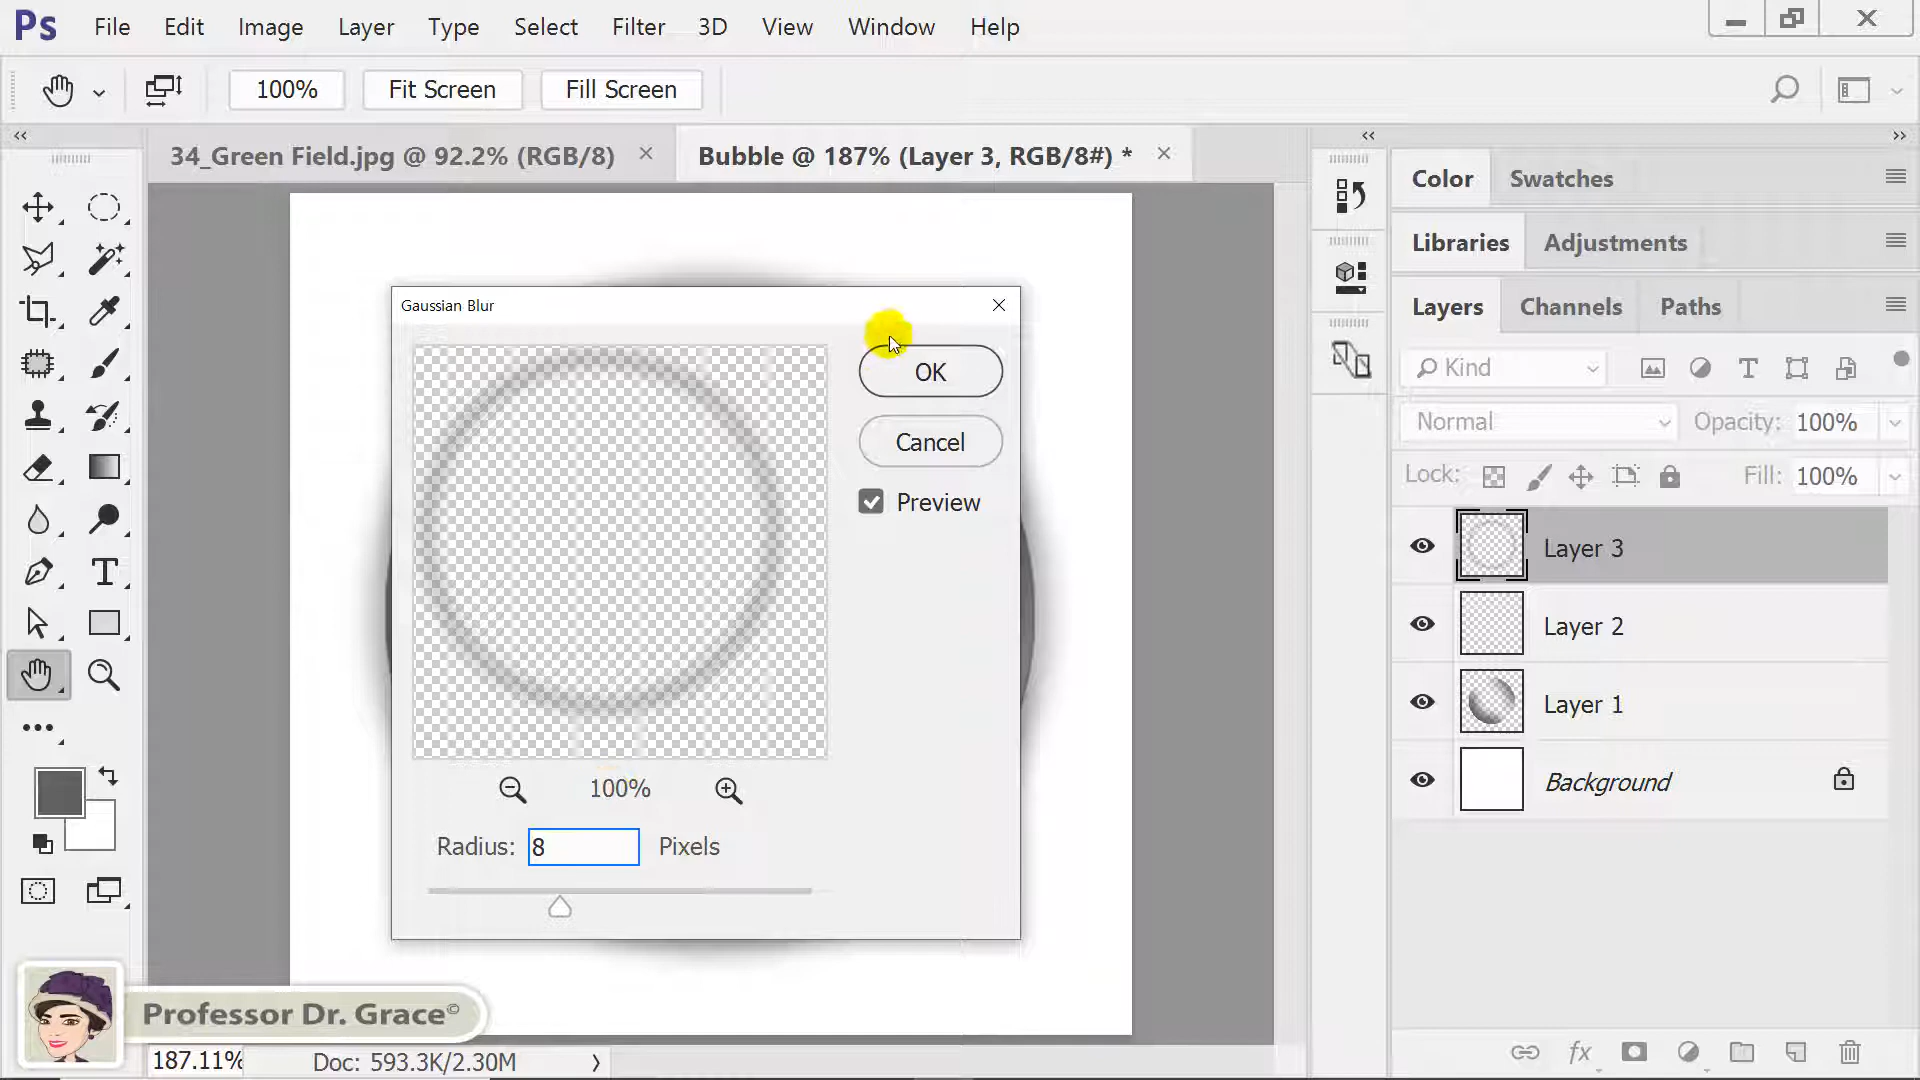 Ps File Edit Image Layer Type Select Filter 3D View Window Help
100% Fit Screen Fill Screen
34_Green Field.jpg @ 92.2% (RGB/8) Bubble @ 187% (Layer 3, RGB/8#) *
Color Swatches
Libraries Adjustments
Layers Channels Paths
Kind
Normal Opacity: 100%
Lock: Fill: 100%
Layer 3
Layer 2
Layer 1
Background
Gaussian Blur
OK
Cancel
Preview
100%
Radius: 8 Pixels
Professor Dr. Grace©
187.11% Doc: 593.3K/2.30M